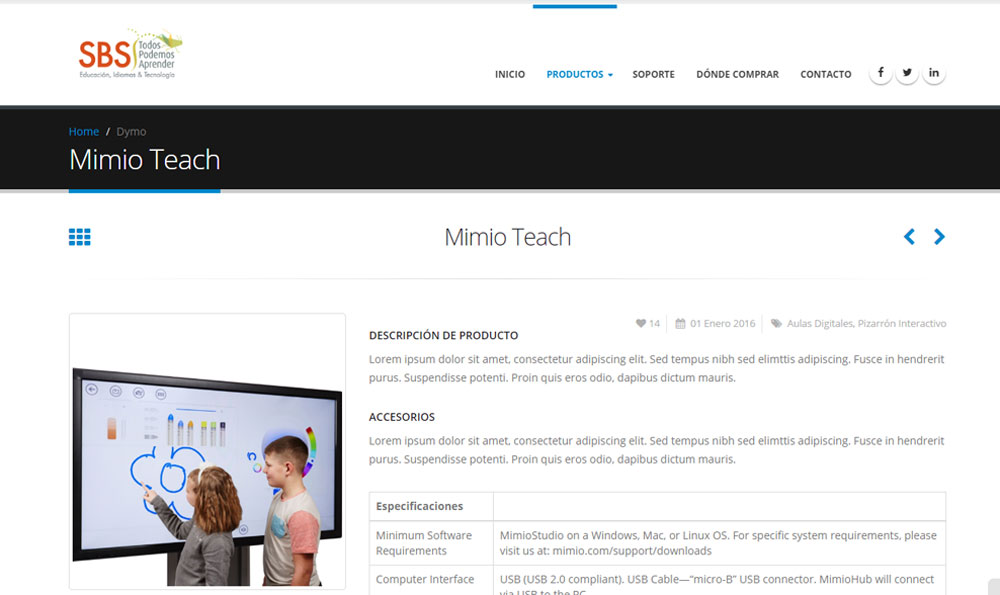 SBS
Todos
Podemos
Aprender
Educación, Idiomas & Tecnología
INICIO PRODUCTOS SOPORTE DÓNDE COMPRAR CONTACTO
Home / Dymo
Mimio Teach
Mimio Teach
14 01 Enero 2016 Aulas Digitales, Pizarrón Interactivo
DESCRIPCIÓN DE PRODUCTO
Lorem ipsum dolor sit amet, consectetur adipiscing elit. Sed tempus nibh sed elimttis adipiscing. Fusce in hendrerit
purus. Suspendisse potenti. Proin quis eros odio, dapibus dictum mauris.
ACCESORIOS
Lorem ipsum dolor sit amet, consectetur adipiscing elit. Sed tempus nibh sed elimttis adipiscing. Fusce in hendrerit
purus. Suspendisse potenti. Proin quis eros odio, dapibus dictum mauris.
Especificaciones
Minimum Software
Requirements
MimioStudio on a Windows, Mac, or Linux OS. For specific system requirements, please
visit us at: mimio.com/support/downloads
Computer Interface
USB (USB 2.0 compliant). USB Cable—“micro-B” USB connector. MimioHub will connect
via USB to the PC